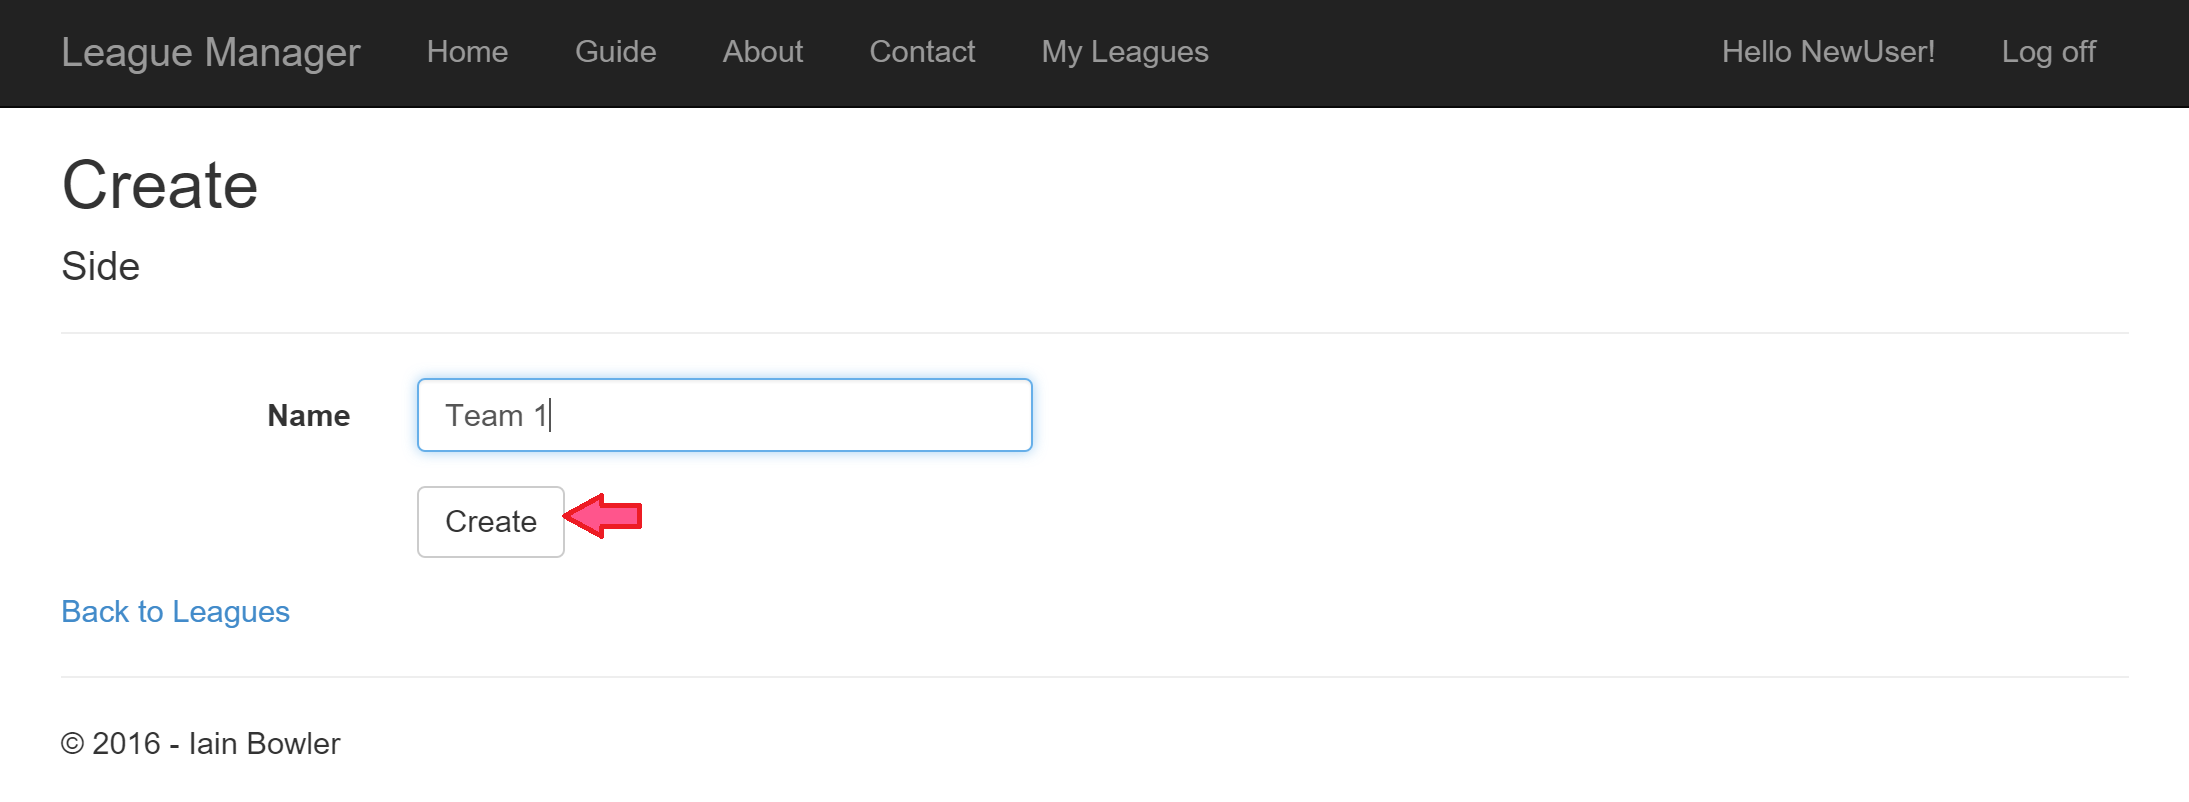 League Manager Home Guide About Contact My Leagues Hello NewUser! Log off
Create
Side
Name Team 1
Create
Back to Leagues
© 2016 - Iain Bowler